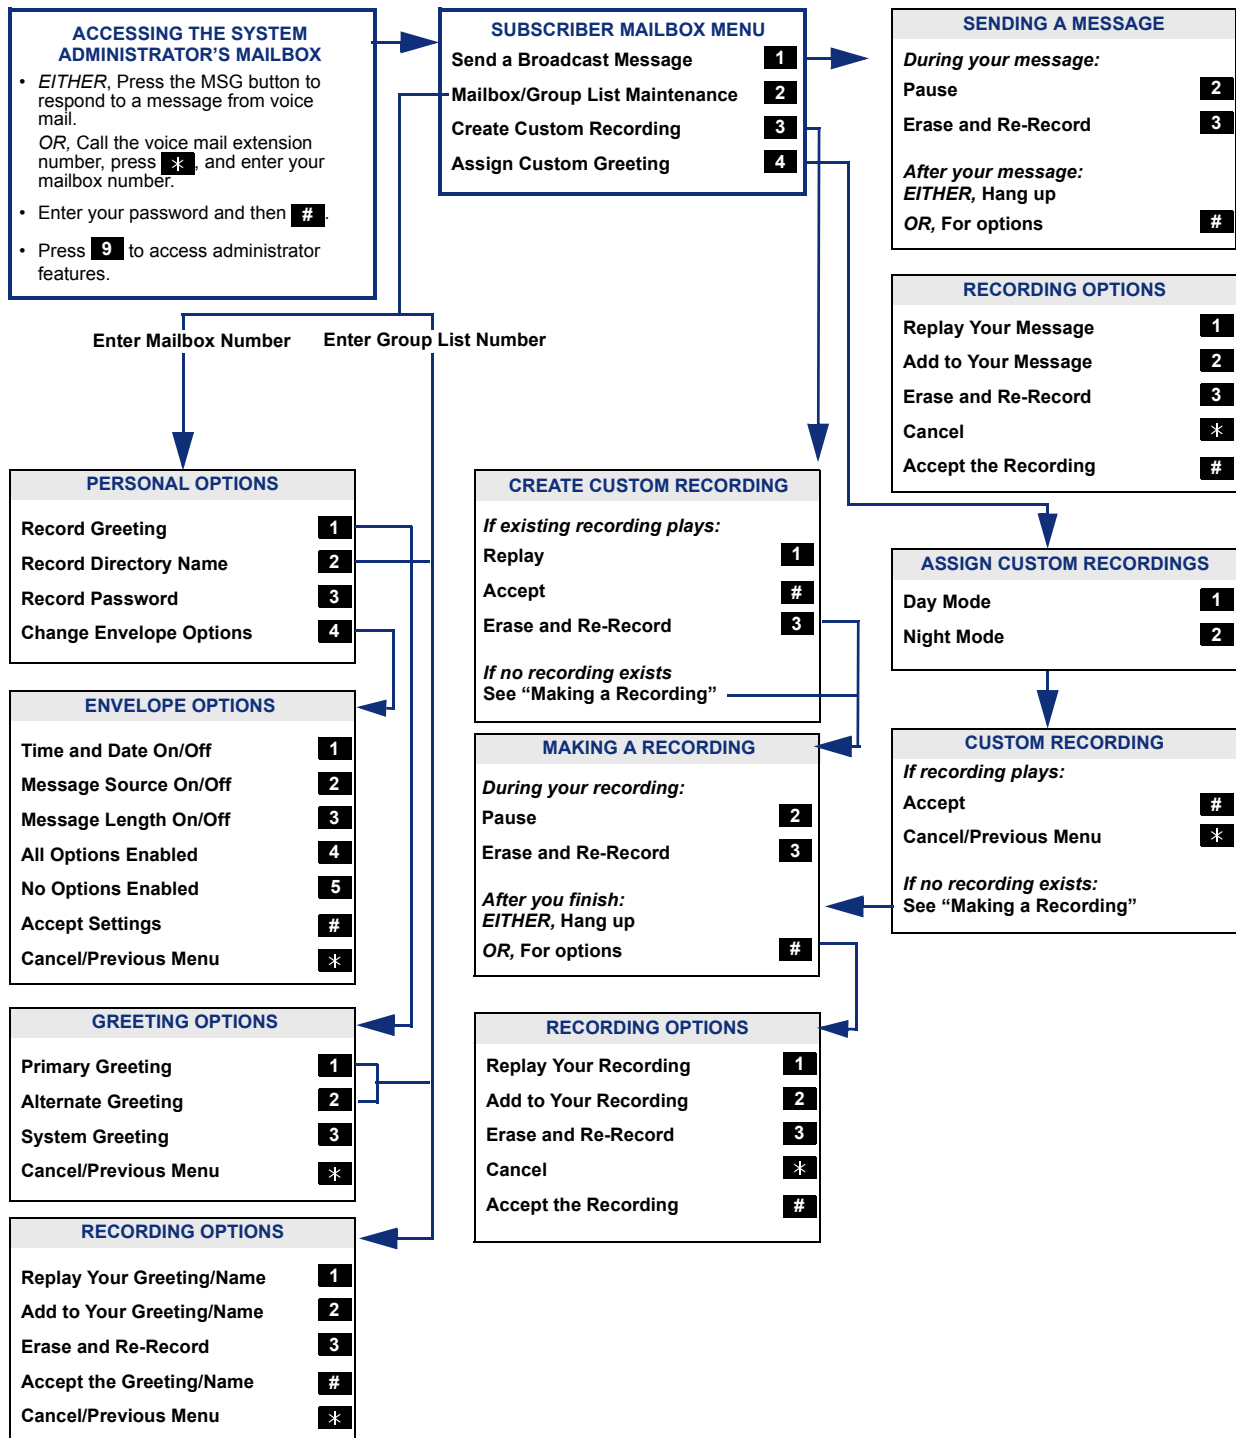 ACCESSING THE SYSTEM
ADMINISTRATOR'S MAILBOX
• EITHER, Press the MSG button to
respond to a message from voice
mail.
OR, Call the voice mail extension
number, press *, and enter your
mailbox number.
• Enter your password and then #.
• Press 9 to access administrator
features.
SUBSCRIBER MAILBOX MENU
Send a Broadcast Message 1
Mailbox/Group List Maintenance 2
Create Custom Recording 3
Assign Custom Greeting 4
SENDING A MESSAGE
During your message:
Pause 2
Erase and Re-Record 3
After your message:
EITHER, Hang up
OR, For options #
RECORDING OPTIONS
Replay Your Message 1
Add to Your Message 2
Erase and Re-Record 3
Cancel *
Accept the Recording #
Enter Mailbox Number
Enter Group List Number
PERSONAL OPTIONS
Record Greeting 1
Record Directory Name 2
Record Password 3
Change Envelope Options 4
ENVELOPE OPTIONS
Time and Date On/Off 1
Message Source On/Off 2
Message Length On/Off 3
All Options Enabled 4
No Options Enabled 5
Accept Settings #
Cancel/Previous Menu *
GREETING OPTIONS
Primary Greeting 1
Alternate Greeting 2
System Greeting 3
Cancel/Previous Menu *
RECORDING OPTIONS
Replay Your Greeting/Name 1
Add to Your Greeting/Name 2
Erase and Re-Record 3
Accept the Greeting/Name #
Cancel/Previous Menu *
CREATE CUSTOM RECORDING
If existing recording plays:
Replay 1
Accept #
Erase and Re-Record 3
If no recording exists
See “Making a Recording”
MAKING A RECORDING
During your recording:
Pause 2
Erase and Re-Record 3
After you finish:
EITHER, Hang up
OR, For options #
RECORDING OPTIONS
Replay Your Recording 1
Add to Your Recording 2
Erase and Re-Record 3
Cancel *
Accept the Recording #
ASSIGN CUSTOM RECORDINGS
Day Mode 1
Night Mode 2
CUSTOM RECORDING
If recording plays:
Accept #
Cancel/Previous Menu *
If no recording exists:
See “Making a Recording”